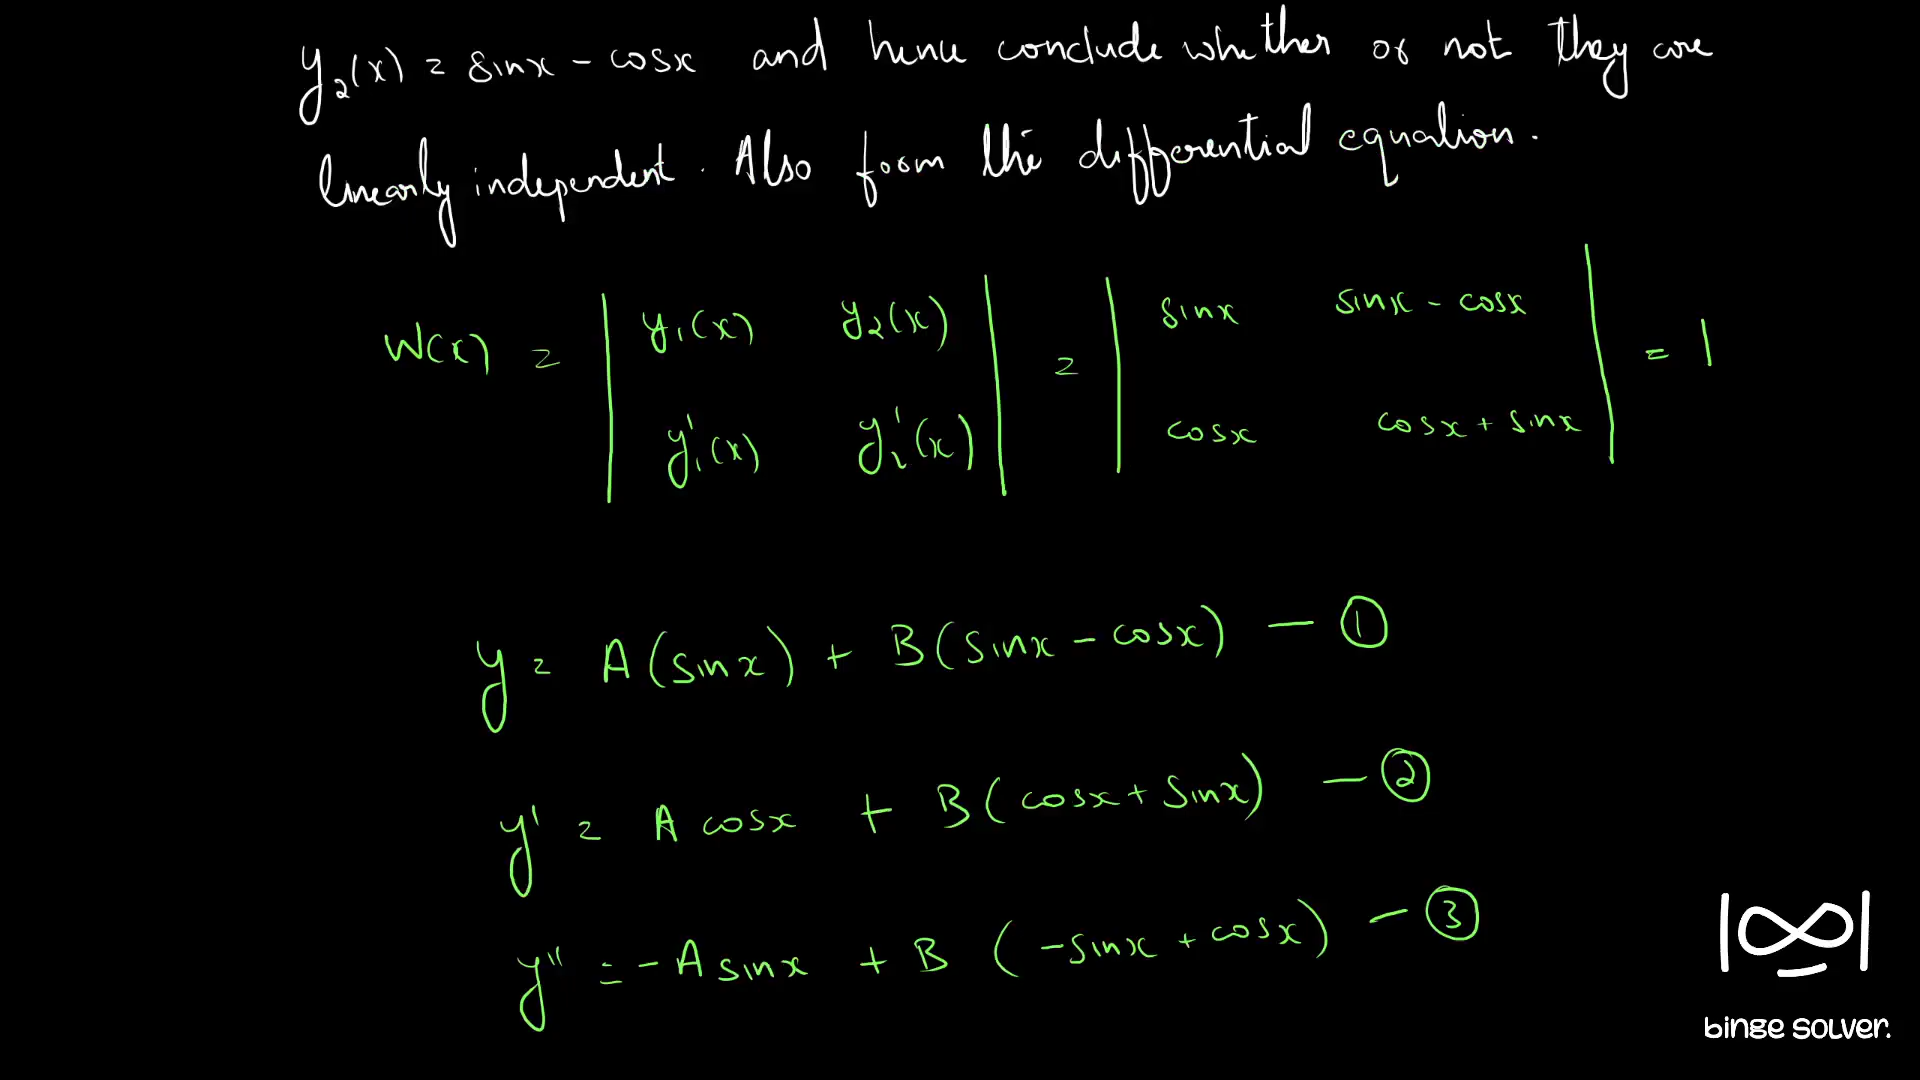 y₂(x) = sinx - cosx and hence conclude whether or not they are
linearly independent. Also form the differential equation.
W(x) = | y₁(x) y₂(x) | = | sinx sinx - cosx | = 1
| y₁'(x) y₂'(x) | | cosx cosx + sinx |
y = A(sinx) + B(sinx - cosx) — ①
y' = A cosx + B(cosx + sinx) — ②
y'' = -A sinx + B (-sinx + cosx) — ③
binge solver.